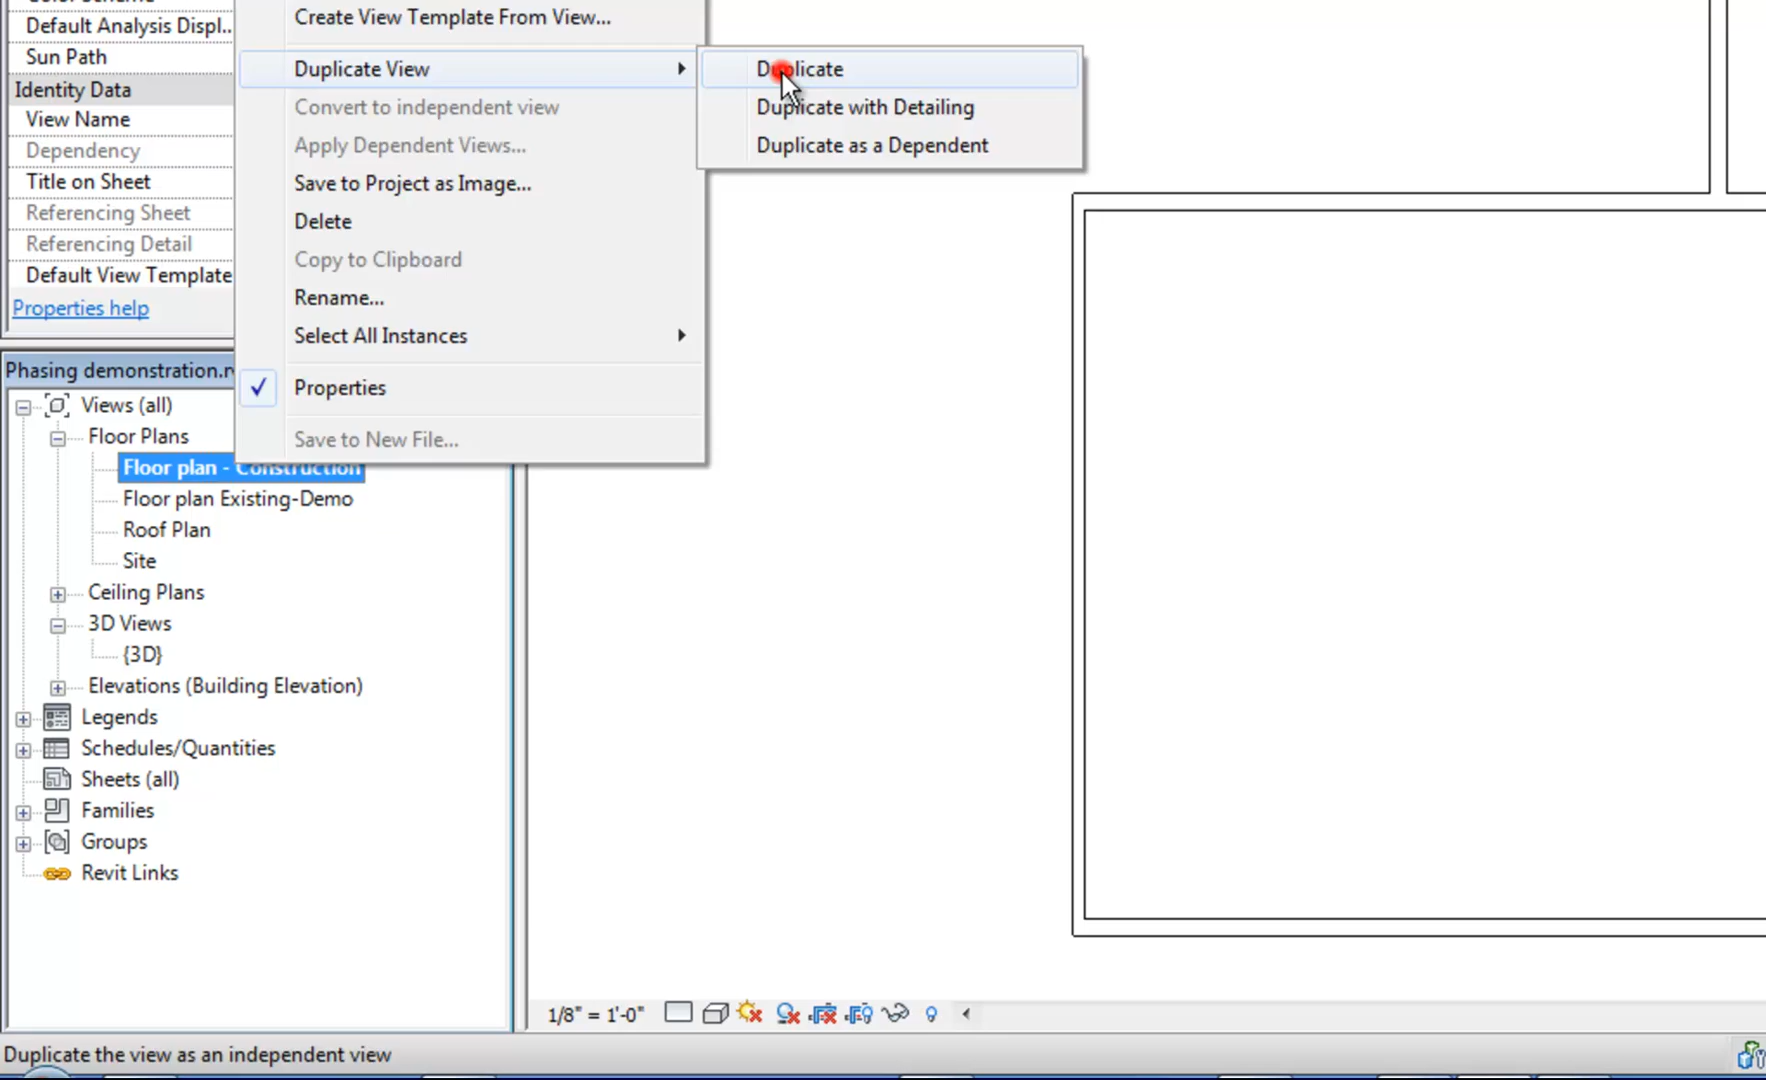 Create View Template From View...
Default Analysis Displ...
Sun Path
Duplicate View
Duplicate
Identity Data
Convert to independent view
Duplicate with Detailing
View Name
Dependency
Apply Dependent Views...
Duplicate as a Dependent
Title on Sheet
Save to Project as Image...
Referencing Sheet
Delete
Referencing Detail
Copy to Clipboard
Default View Template
Rename...
Properties help
Select All Instances
Phasing demonstration.r
Properties
Views (all)
Floor Plans
Save to New File...
Floor plan - Construction
Floor plan Existing-Demo
Roof Plan
Site
Ceiling Plans
3D Views
{3D}
Elevations (Building Elevation)
Legends
Schedules/Quantities
Sheets (all)
Families
Groups
Revit Links
1/8" = 1'-0"
Duplicate the view as an independent view